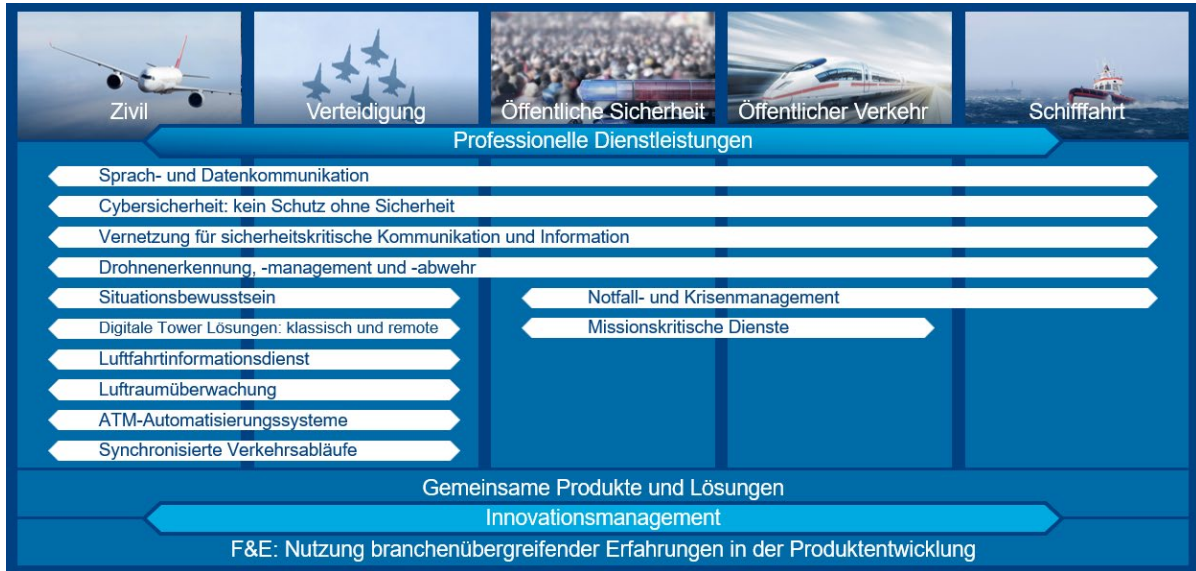 Zivil
Verteidigung
Öffentliche Sicherheit
Öffentlicher Verkehr
Schifffahrt
Professionelle Dienstleistungen
Sprach- und Datenkommunikation
Cybersicherheit: kein Schutz ohne Sicherheit
Vernetzung für sicherheitskritische Kommunikation und Information
Drohnenerkennung, -management und -abwehr
Situationsbewusstsein
Notfall- und Krisenmanagement
Digitale Tower Lösungen: klassisch und remote
Missionskritische Dienste
Luftfahrtinformationsdienst
Luftraumüberwachung
ATM-Automatisierungssysteme
Synchronisierte Verkehrsabläufe
Gemeinsame Produkte und Lösungen
Innovationsmanagement
F&E: Nutzung branchenübergreifender Erfahrungen in der Produktentwicklung